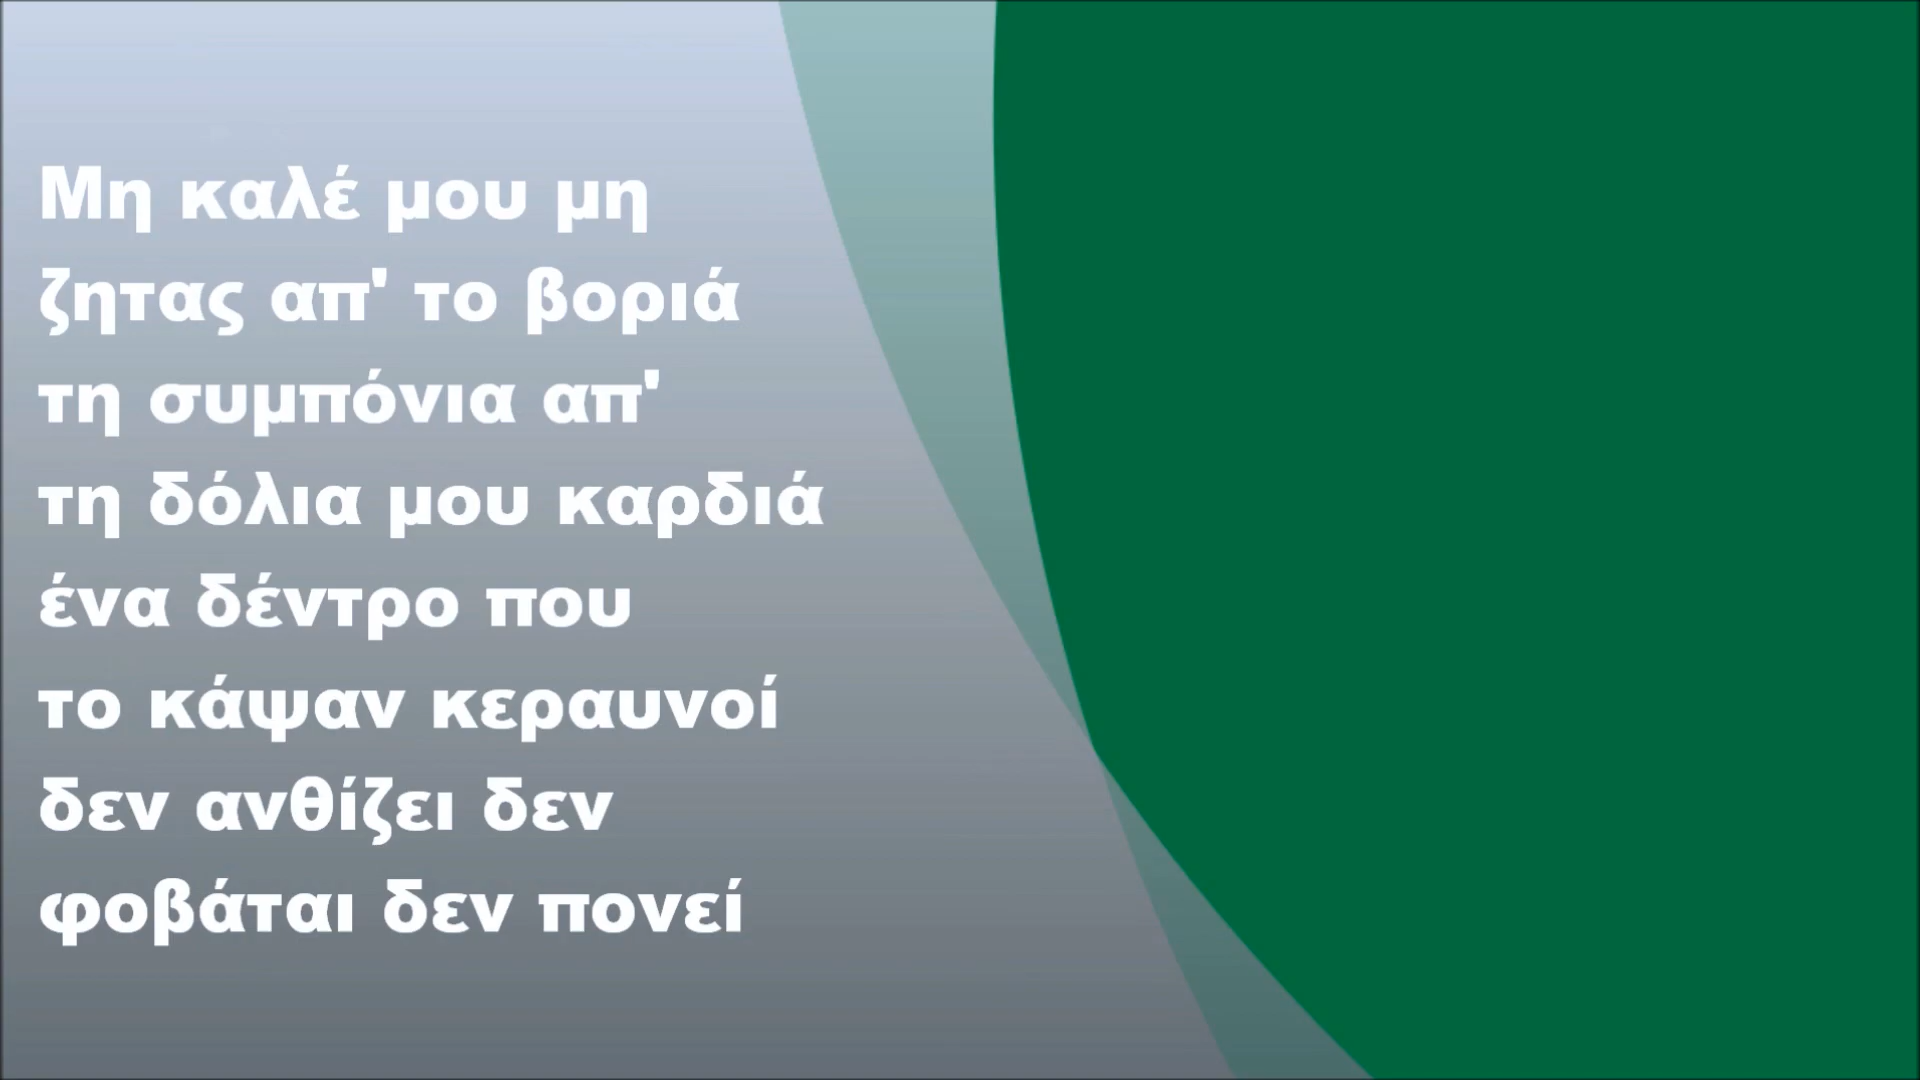 Μη καλέ μου μη
ζητας απ' το βοριά
τη συμπόνια απ'
τη δόλια μου καρδιά
ένα δέντρο που
το κάψαν κεραυνοί
δεν ανθίζει δεν
φοβάται δεν πονεί